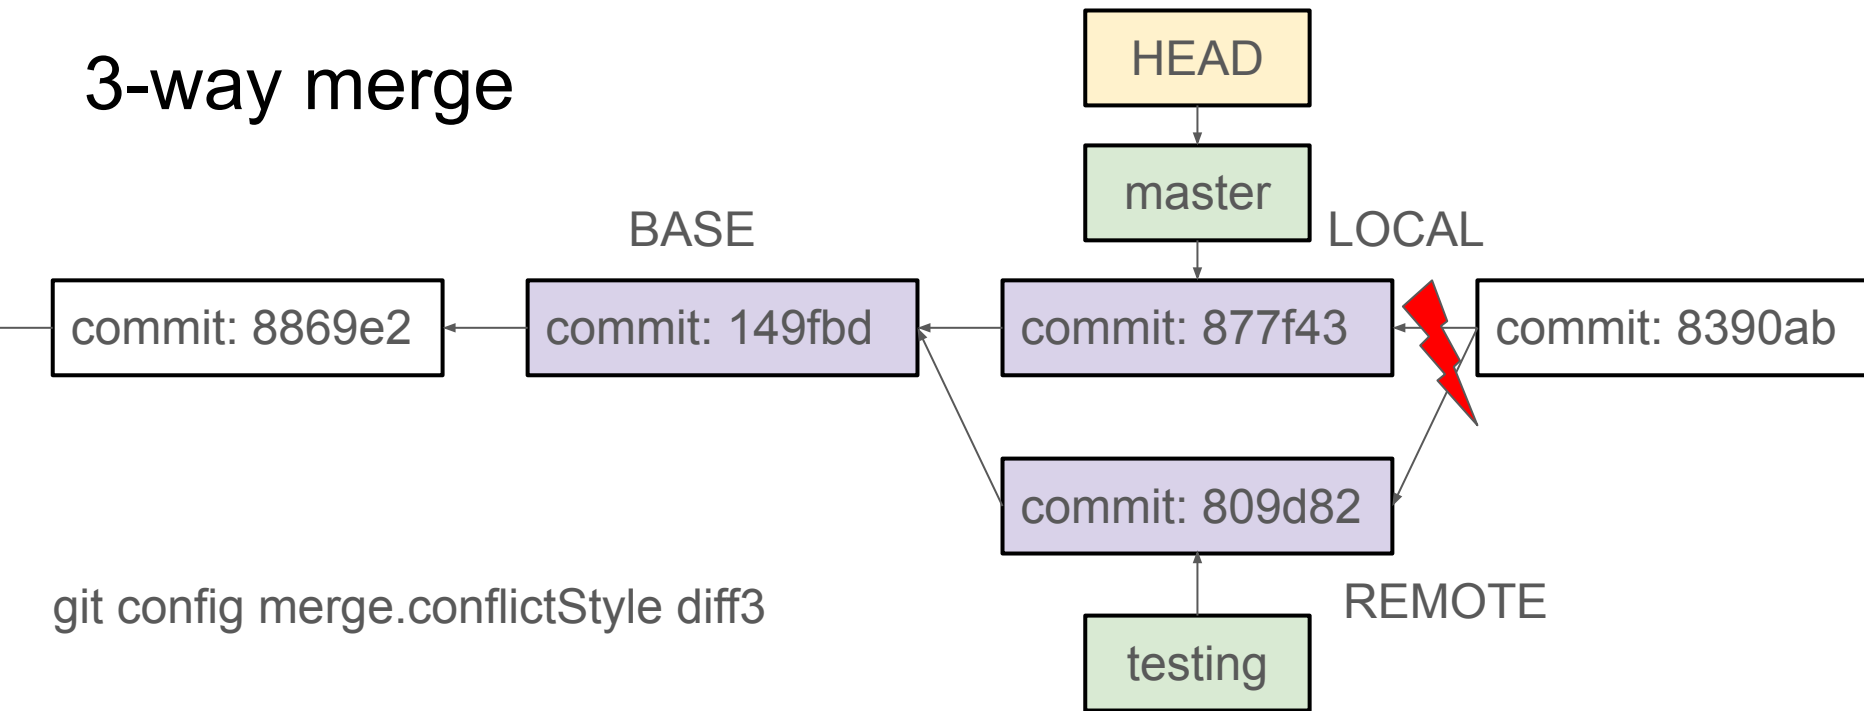 3-way merge
HEAD
master
BASE
LOCAL
commit: 8869e2
commit: 149fbd
commit: 877f43
commit: 8390ab
commit: 809d82
git config merge.conflictStyle diff3
REMOTE
testing